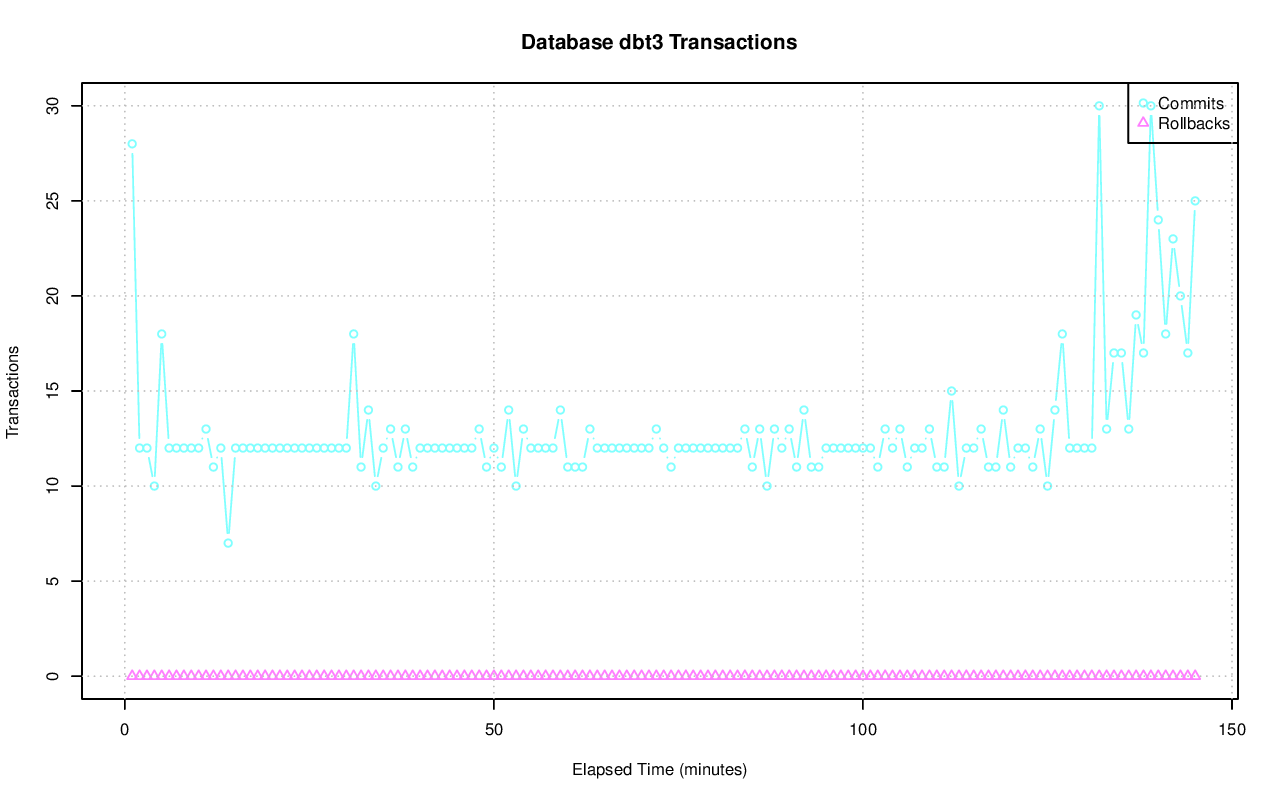 Database dbt3 Transactions
Transactions
30
25
20
15
10
5
0
Commits
Rollbacks
0 50 100 150
Elapsed Time (minutes)